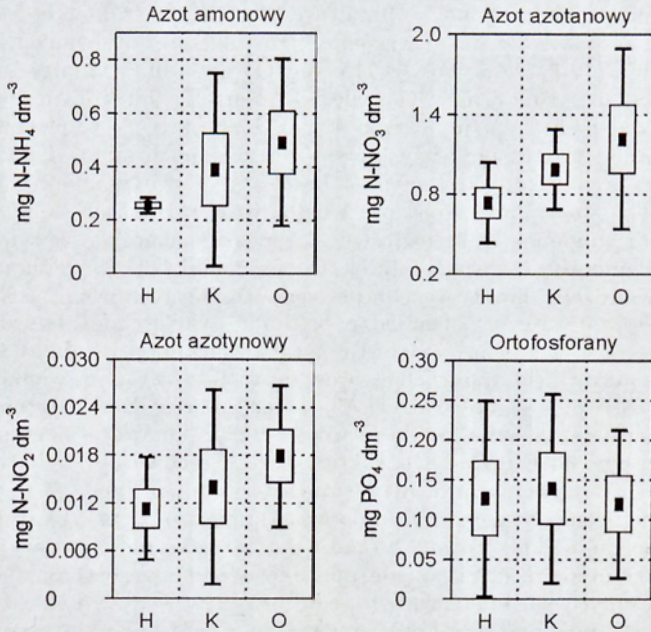 Azot amonowy
mg N-NH₄ dm⁻³
0.8
0.6
0.4
0.2
0
H K O
Azot azotanowy
mg N-NO₃ dm⁻³
2.0
1.4
0.8
0.2
H K O
Azot azotynowy
mg N-NO₂ dm⁻³
0.030
0.024
0.018
0.012
0.006
0
H K O
Ortofosforany
mg PO₄ dm⁻³
0.30
0.25
0.20
0.15
0.10
0.05
0
H K O